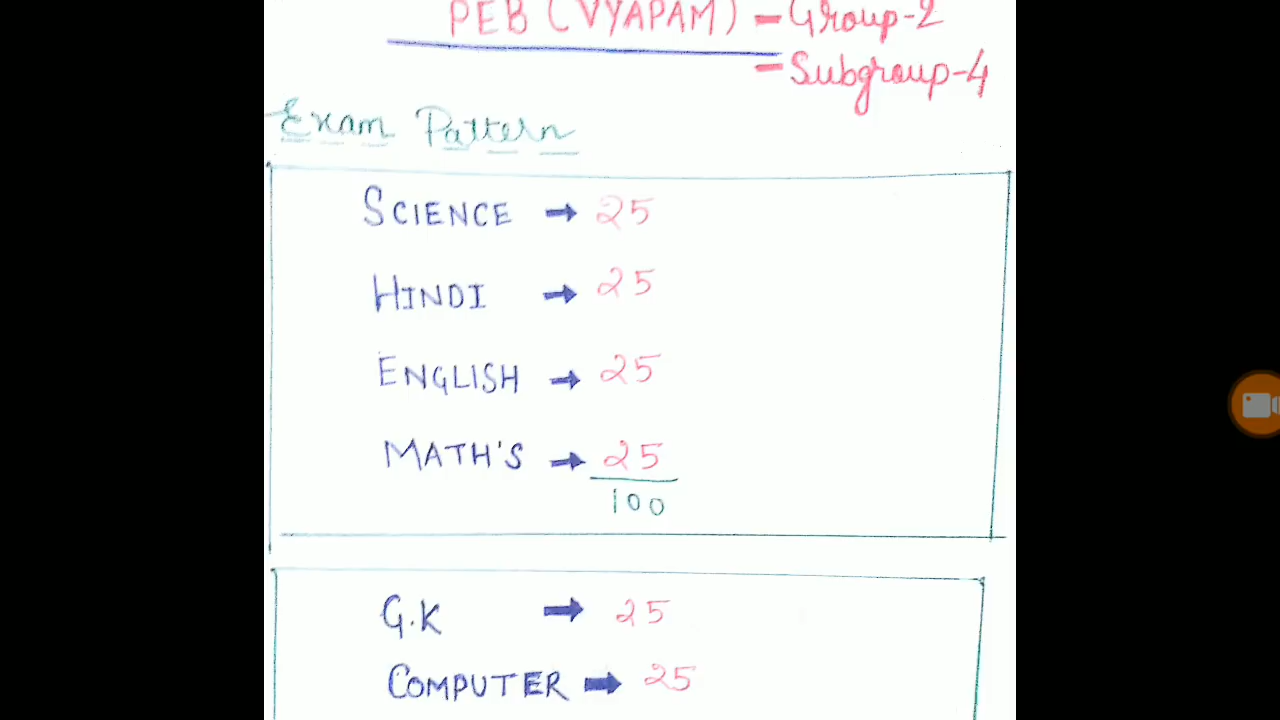 PEB (VYAPAM) - Group-2
- Subgroup-4
Exam Pattern
SCIENCE → 25
HINDI → 25
ENGLISH → 25
MATH'S → 25
100
G.K → 25
COMPUTER → 25